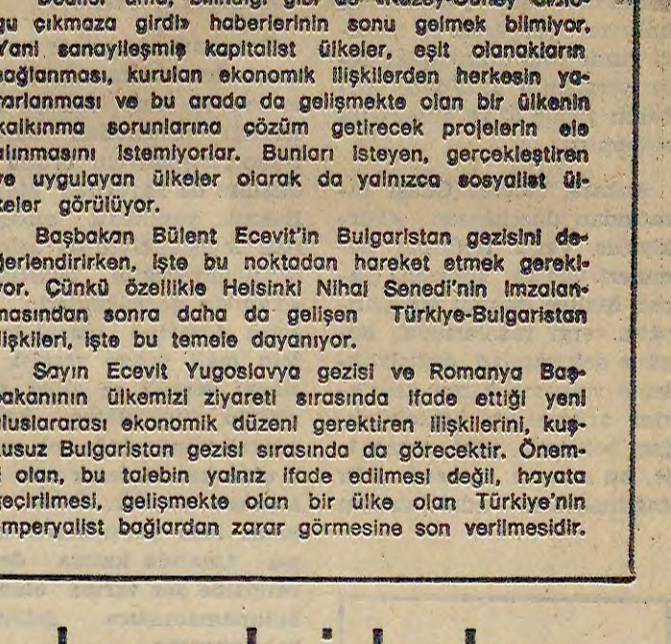 gu çıkmaza girdi» haberlerinin sonu gelmek bilmiyor.
Yani sanayileşmiş kapitalist ülkeler, eşit olanakların
sağlanması, kurulan ekonomik ilişkilerden herkesin ya-
rarlanması ve bu arada da gelişmekte olan bir ülkenin
kalkınma sorunlarına çözüm getirecek projelerin ele
alınmasını istemiyorlar. Bunları isteyen, gerçekleştiren
ve uygulayan ülkeler olarak da yalnızca sosyalist ül-
keler görülüyor.
Başbakan Bülent Ecevit'in Bulgaristan gezisini de-
ğerlendirirken, işte bu noktadan hareket etmek gereki-
yor. Çünkü özellikle Helsinki Nihai Senedi'nin imzalan-
masından sonra daha da gelişen Türkiye-Bulgaristan
ilişkileri, işte bu temele dayanıyor.
Sayın Ecevit Yugoslavya gezisi ve Romanya Baş-
bakanının ülkemizi ziyareti sırasında ifade ettiği yeni
uluslararası ekonomik düzeni gerektiren ilişkilerini, kuş-
kusuz Bulgaristan gezisi sırasında da görecektir. Önem-
li olan, bu talebin yalnız ifade edilmesi değil, hayata
geçirilmesi, gelişmekte olan bir ülke olan Türkiye'nin
emperyalist bağlardan zarar görmesine son verilmesidir.